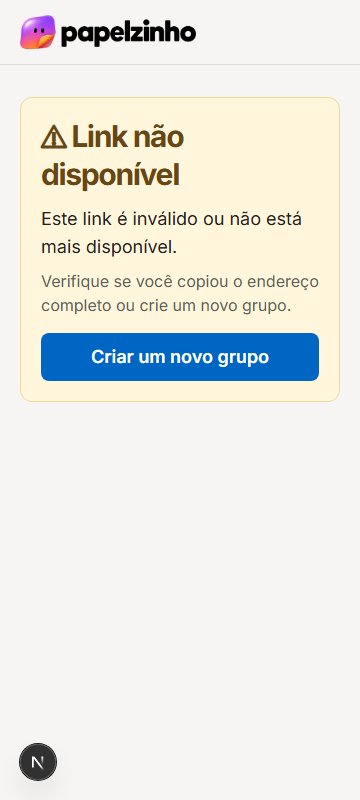 papelzinho
⚠ Link não
disponível
Este link é inválido ou não está
mais disponível.
Verifique se você copiou o endereço
completo ou crie um novo grupo.
Criar um novo grupo
N